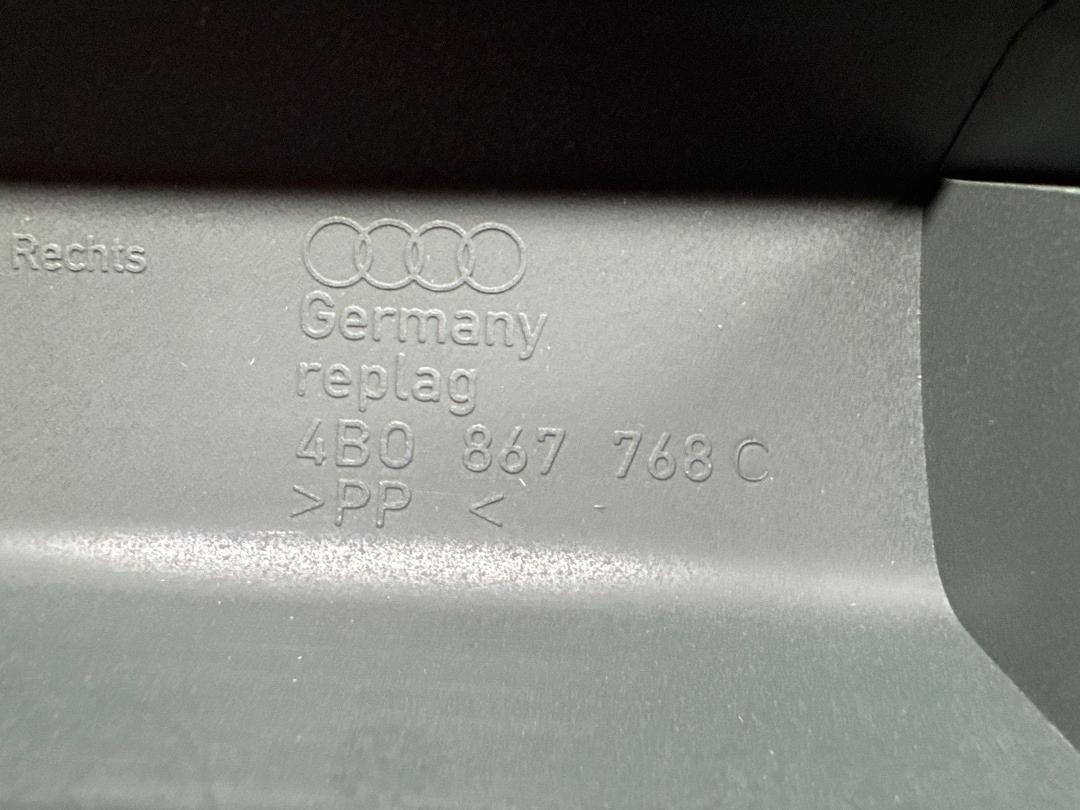 Rechts
Germany
replag
4B0 867 768 C
>PP <